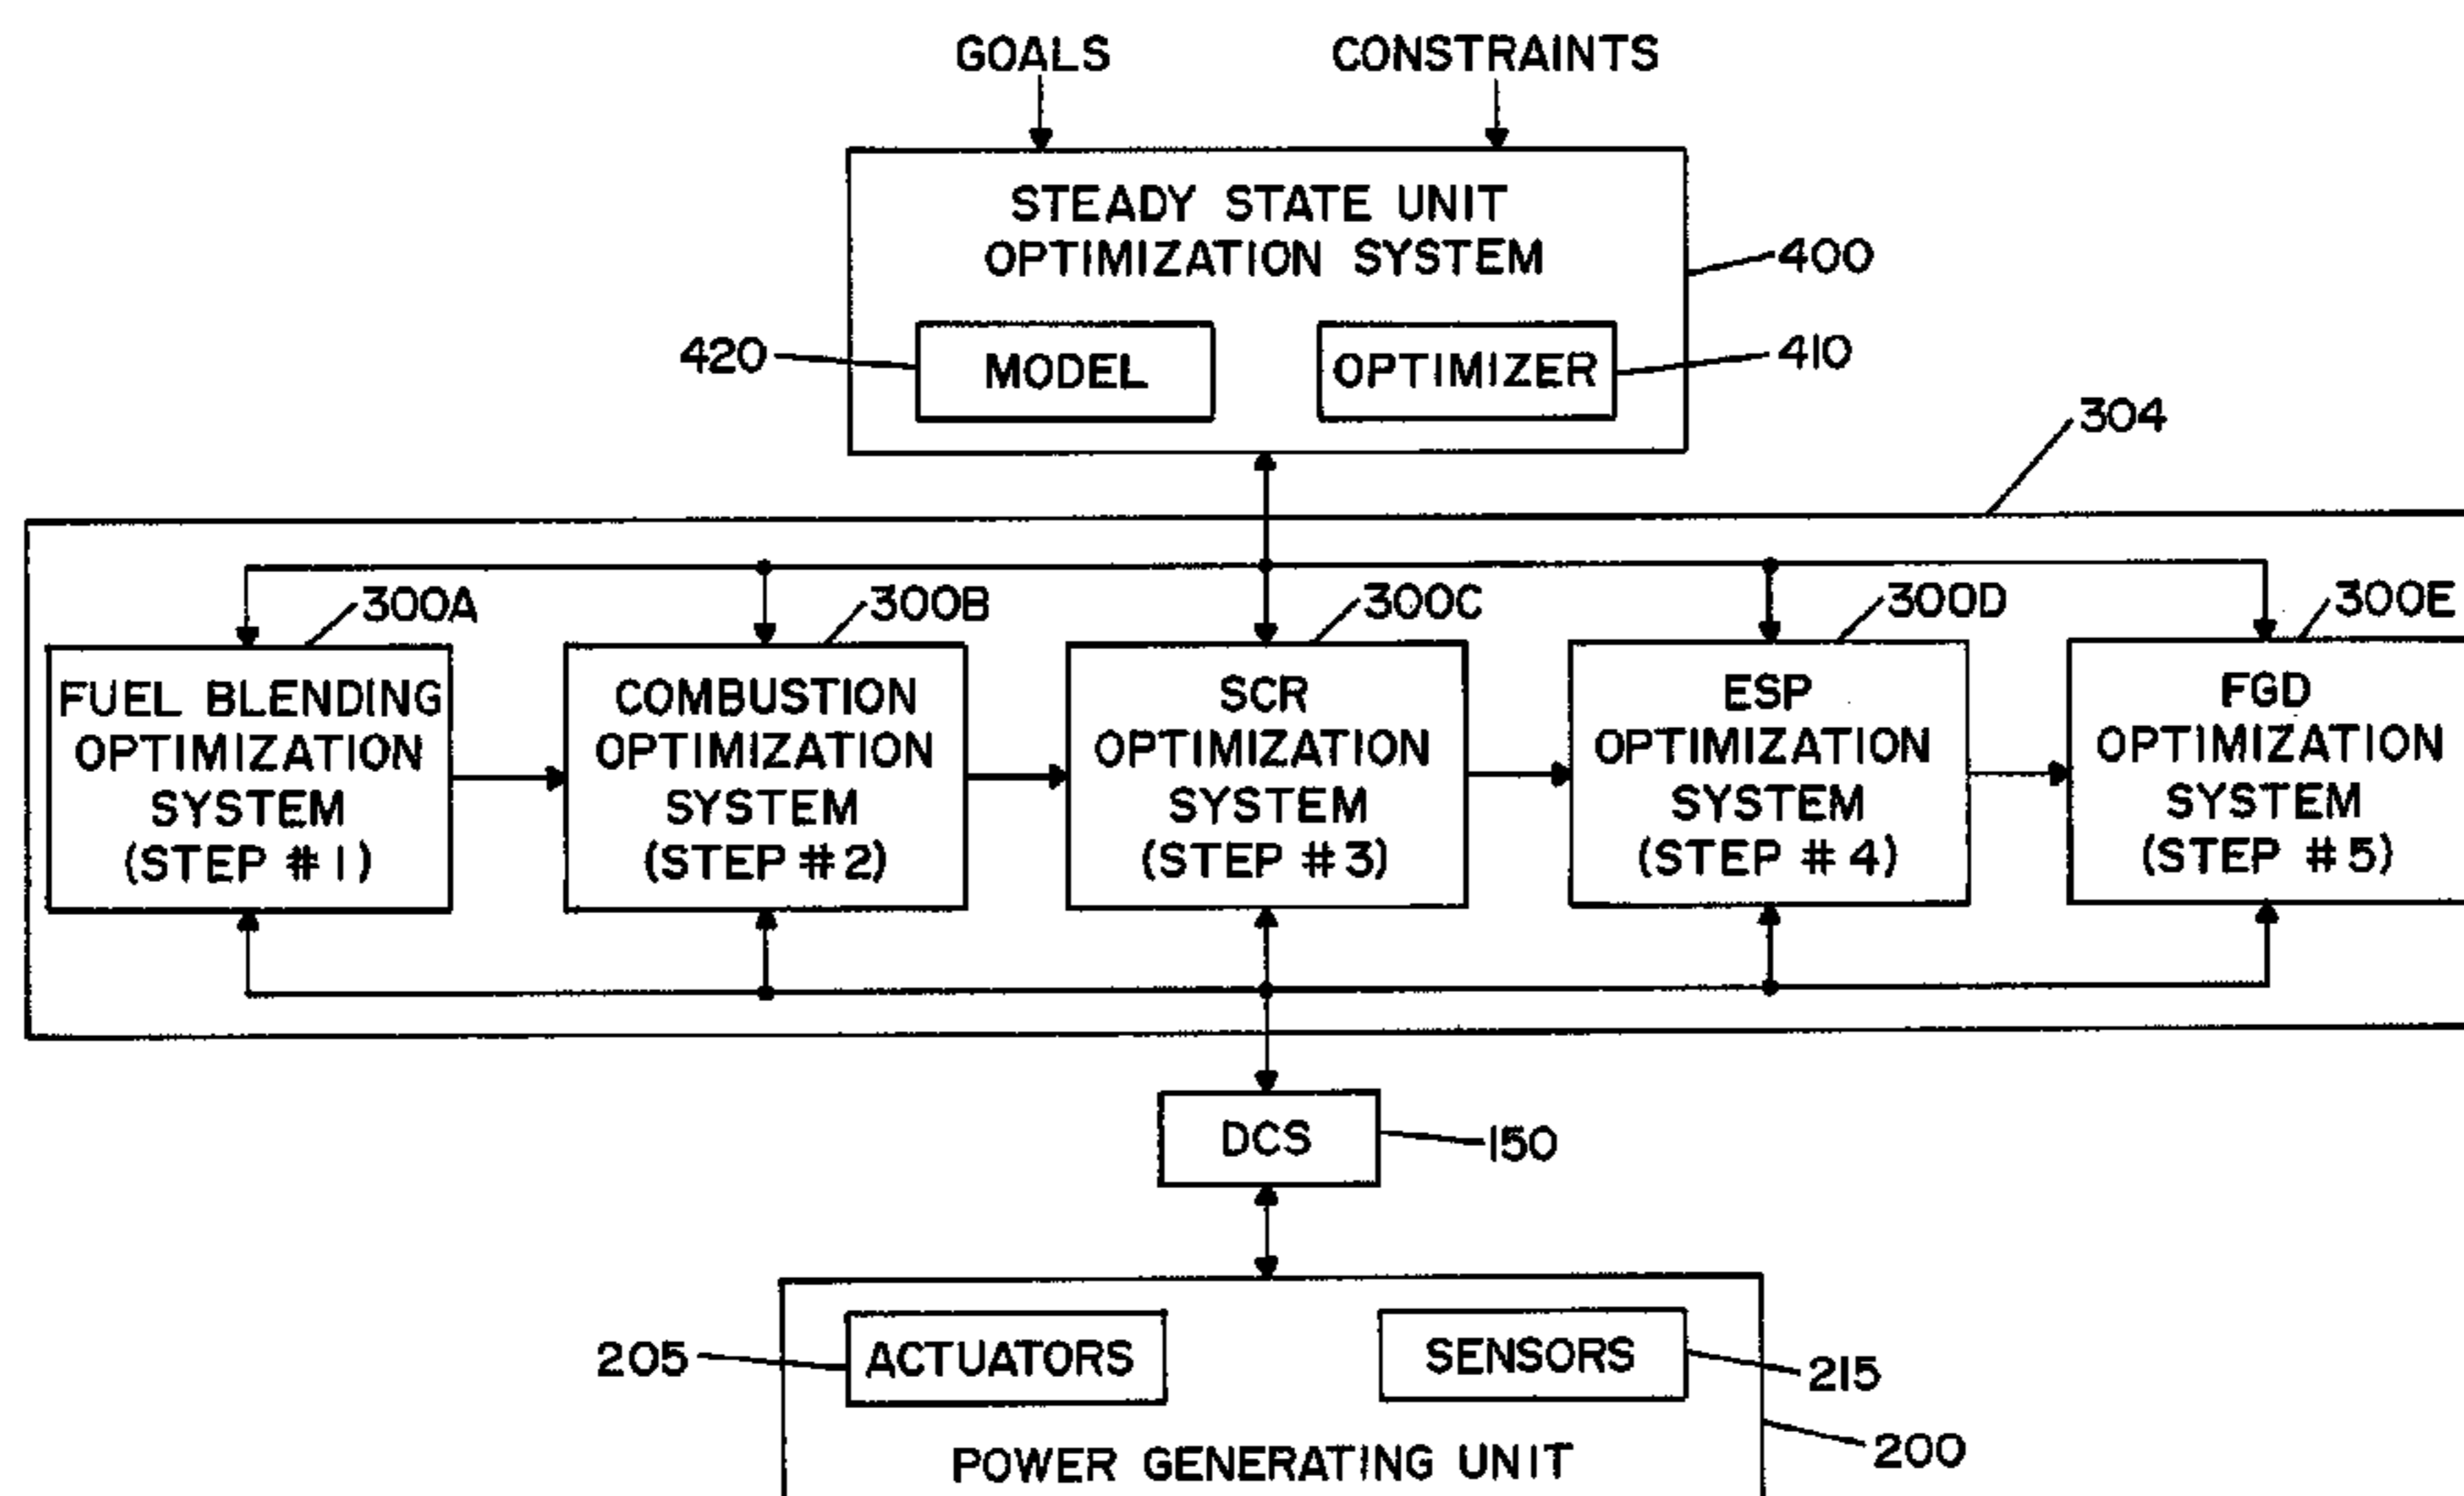 GOALS
CONSTRAINTS
STEADY STATE UNIT
OPTIMIZATION SYSTEM
400
420
MODEL
OPTIMIZER
410
304
300A
300B
300C
300D
300E
FUEL BLENDING
OPTIMIZATION
SYSTEM
(STEP #1)
COMBUSTION
OPTIMIZATION
SYSTEM
(STEP #2)
SCR
OPTIMIZATION
SYSTEM
(STEP #3)
ESP
OPTIMIZATION
SYSTEM
(STEP #4)
FGD
OPTIMIZATION
SYSTEM
(STEP #5)
DCS
150
205
ACTUATORS
SENSORS
215
POWER GENERATING UNIT
200